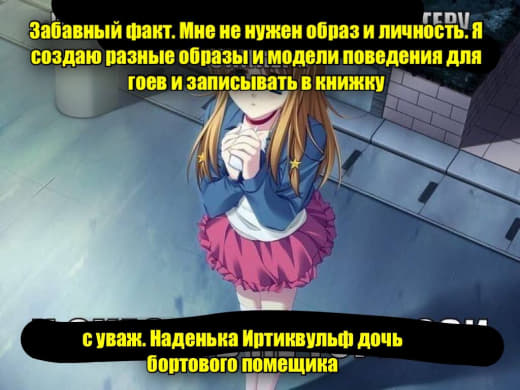 Забавный факт. Мне не нужен образ и личность. Я
создаю разные образы и модели поведения для
гоев и записывать в книжку
с уваж. Наденька Иртиквульф дочь
бортового помещика